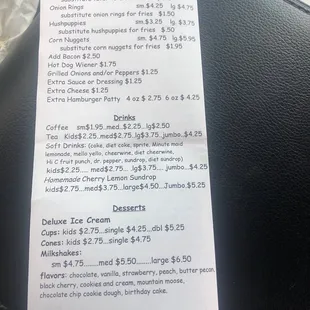 Onion Rings sm.$4.25 lg $4.75
substitute onion rings for fries $1.50
Hushpuppies sm.$3.25 lg $3.75
substitute hushpuppies for fries $.50
Corn Nuggets sm. $4.75 lg.$5.95
substitute corn nuggets for fries $1.95
Add Bacon $2.50
Hot Dog Wiener $1.75
Grilled Onions and/or Peppers $1.25
Extra Sauce or Dressing $1.25
Extra Cheese $1.25
Extra Hamburger Patty 4 oz $ 2.75 6 oz $ 4.25
Drinks
Coffee sm$1.95..med..$2.25..lg$2.50
Tea Kids$2.25..med$2.75..lg$3.75..jumbo..$4.25
Soft Drinks: (coke, diet coke, sprite, Minute maid
lemonade, mello yello, cheerwine, diet cheerwine,
Hi C fruit punch, dr. pepper, sundrop, diet sundrop)
kids$2.25..... med$2.75... lg$3.75.... jumbo..$4.25
Homemade Cherry Lemon Sundrop
kids$2.75...med$3.75...large$4.50..Jumbo.$5.25
Desserts
Deluxe Ice Cream
Cups: kids $2.75...single $4.25...dbl $5.25
Cones: kids $2.75...single $4.75
Milkshakes:
sm $4.75........med $5.50........large $6.50
flavors: chocolate, vanilla, strawberry, peach, butter pecan,
black cherry, cookies and cream, mountain moose,
chocolate chip cookie dough, birthday cake.